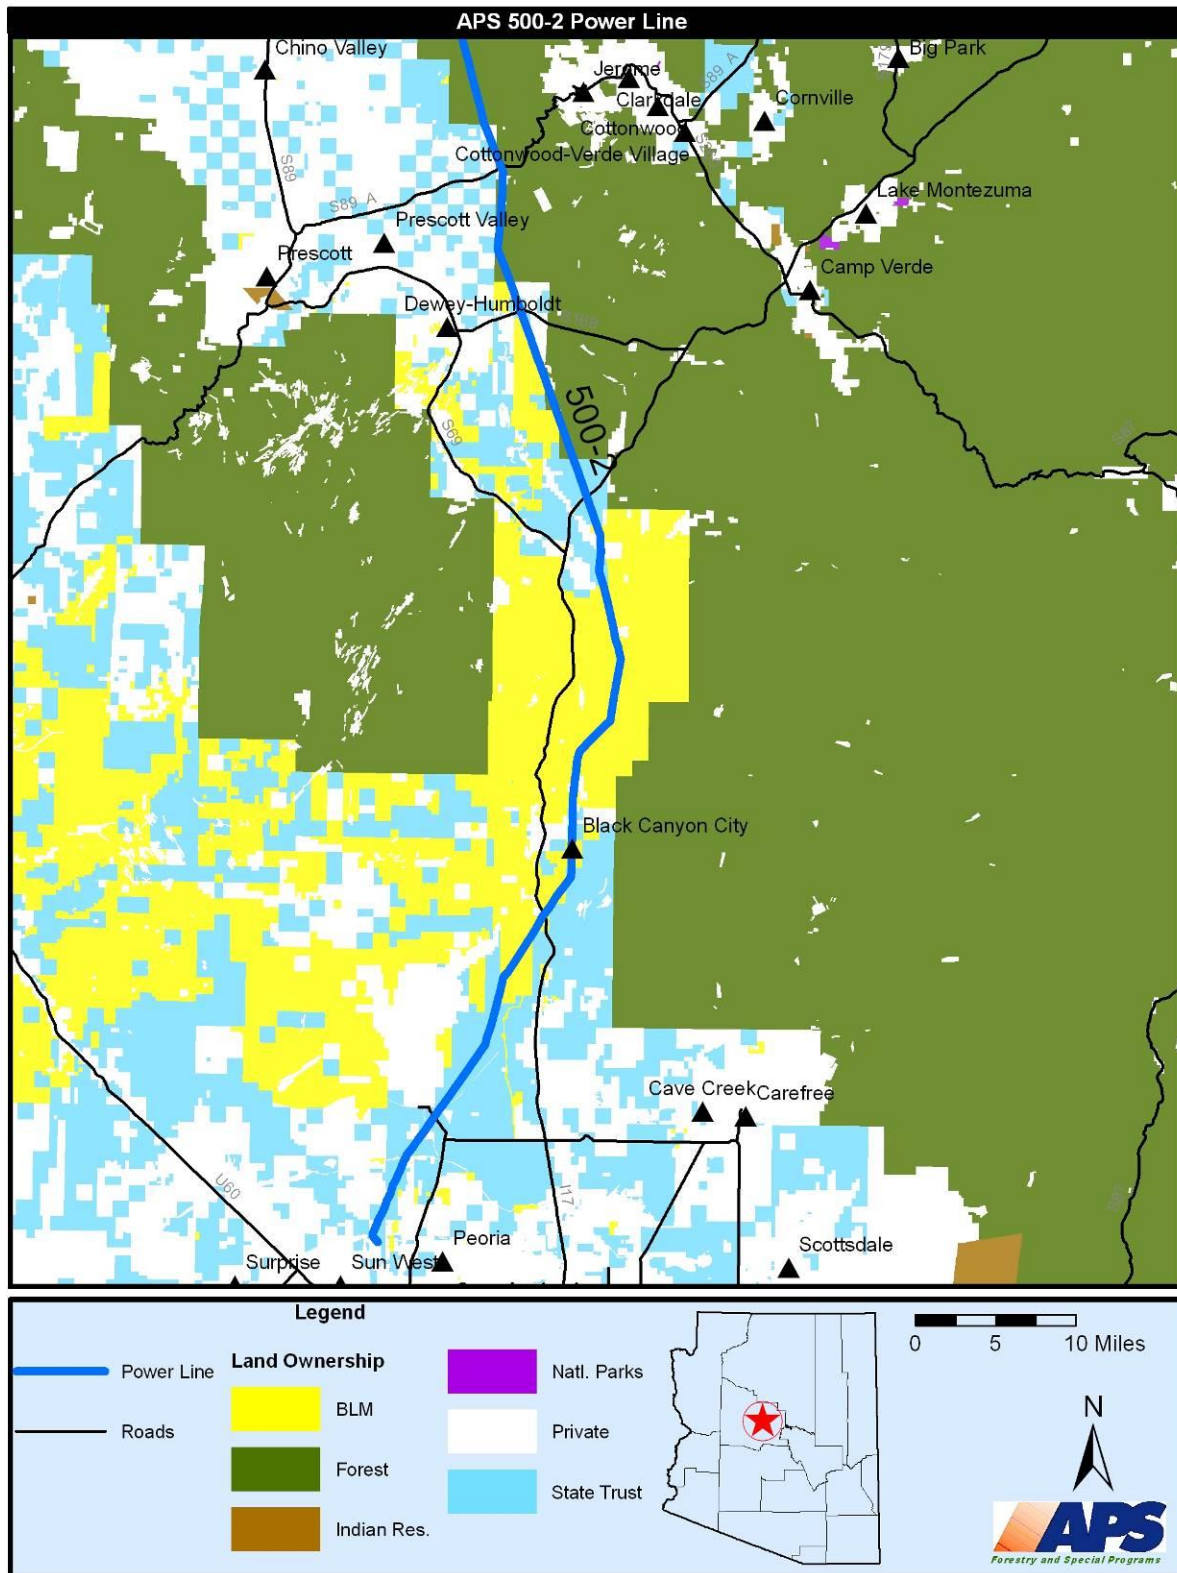 APS 500-2 Power Line
Chino Valley
Big Park
Jerome
S89 A
Clarkdale
Cornville
Cottonwood
Cottonwood-Verde Village
S89
S89 A
Lake Montezuma
Prescott Valley
Prescott
Camp Verde
Dewey-Humboldt
500-2
S69
S87
Black Canyon City
Cave Creek
Carefree
U60
I17
S87
Peoria
Scottsdale
Surprise
Sun West
Legend
Power Line
Roads
Land Ownership
BLM
Forest
Indian Res.
Natl. Parks
Private
State Trust
0 5 10 Miles
N
APS
Forestry and Special Programs